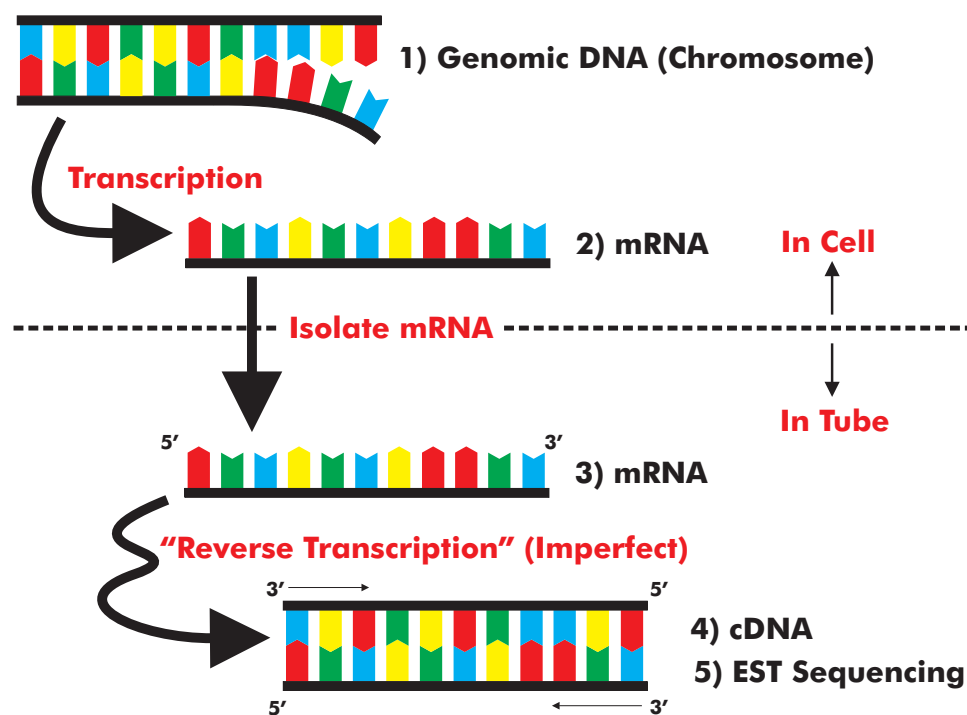 1) Genomic DNA (Chromosome)
Transcription
2) mRNA
In Cell
Isolate mRNA
In Tube
5′ 3′
3) mRNA
“Reverse Transcription” (Imperfect)
3′ 5′
4) cDNA
5) EST Sequencing
5′ 3′